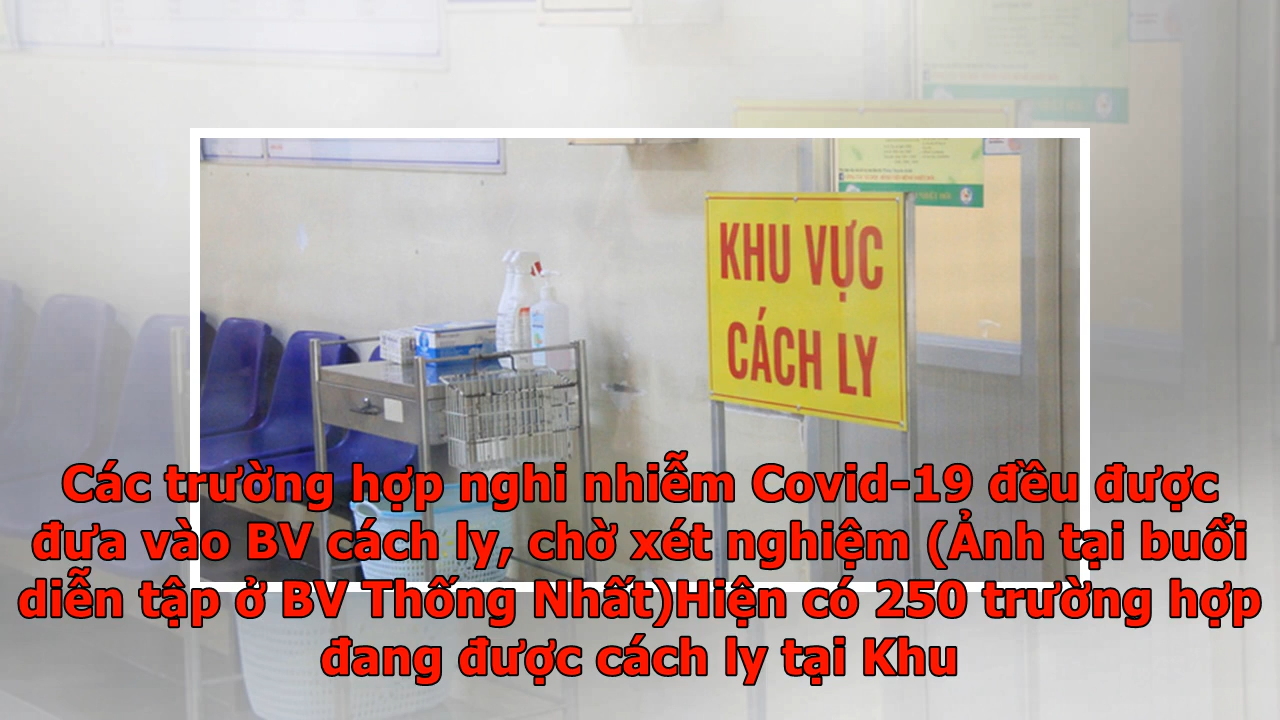 KHU VỰC
CÁCH LY
Các trường hợp nghi nhiễm Covid-19 đều được
đưa vào BV cách ly, chờ xét nghiệm (Ảnh tại buổi
diễn tập ở BV Thống Nhất)Hiện có 250 trường hợp
đang được cách ly tại Khu